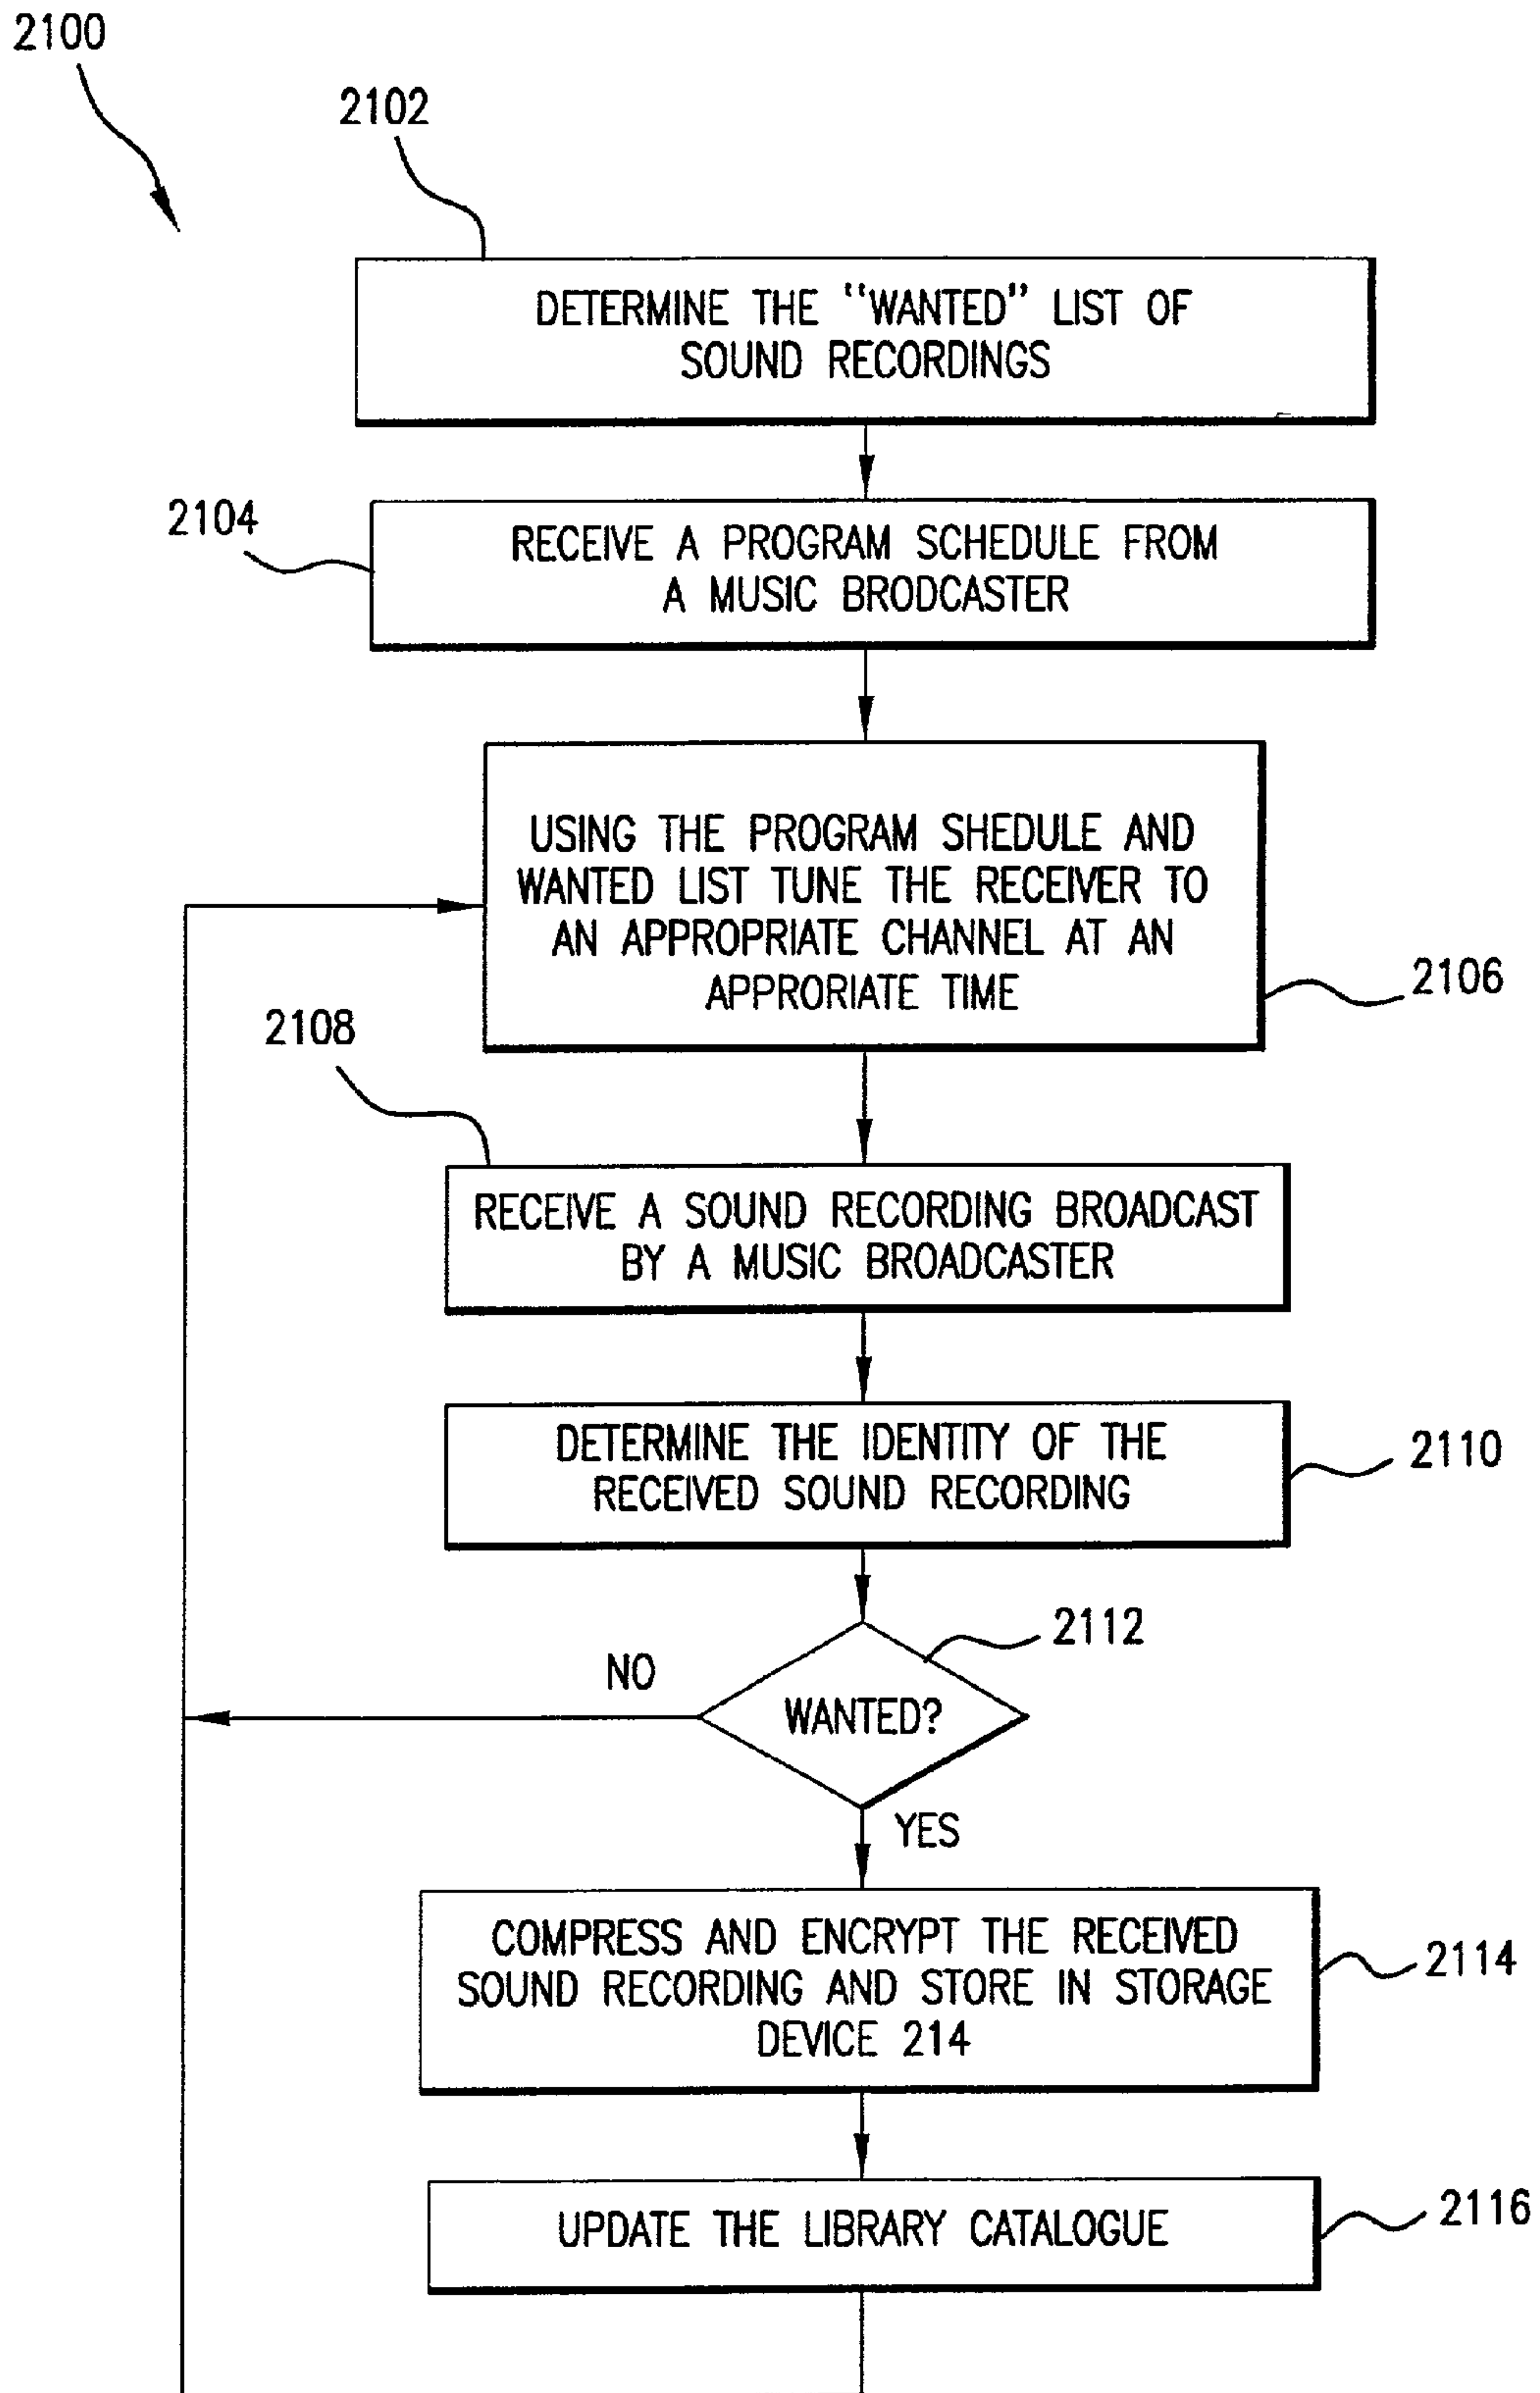 2100
2102
DETERMINE THE "WANTED" LIST OF
SOUND RECORDINGS
2104
RECEIVE A PROGRAM SCHEDULE FROM
A MUSIC BRODCASTER
USING THE PROGRAM SHEDULE AND
WANTED LIST TUNE THE RECEIVER TO
AN APPROPRIATE CHANNEL AT AN
APPRORIATE TIME
2106
2108
RECEIVE A SOUND RECORDING BROADCAST
BY A MUSIC BROADCASTER
DETERMINE THE IDENTITY OF THE
RECEIVED SOUND RECORDING
2110
2112
NO
WANTED?
YES
COMPRESS AND ENCRYPT THE RECEIVED
SOUND RECORDING AND STORE IN STORAGE
DEVICE 214
2114
UPDATE THE LIBRARY CATALOGUE
2116